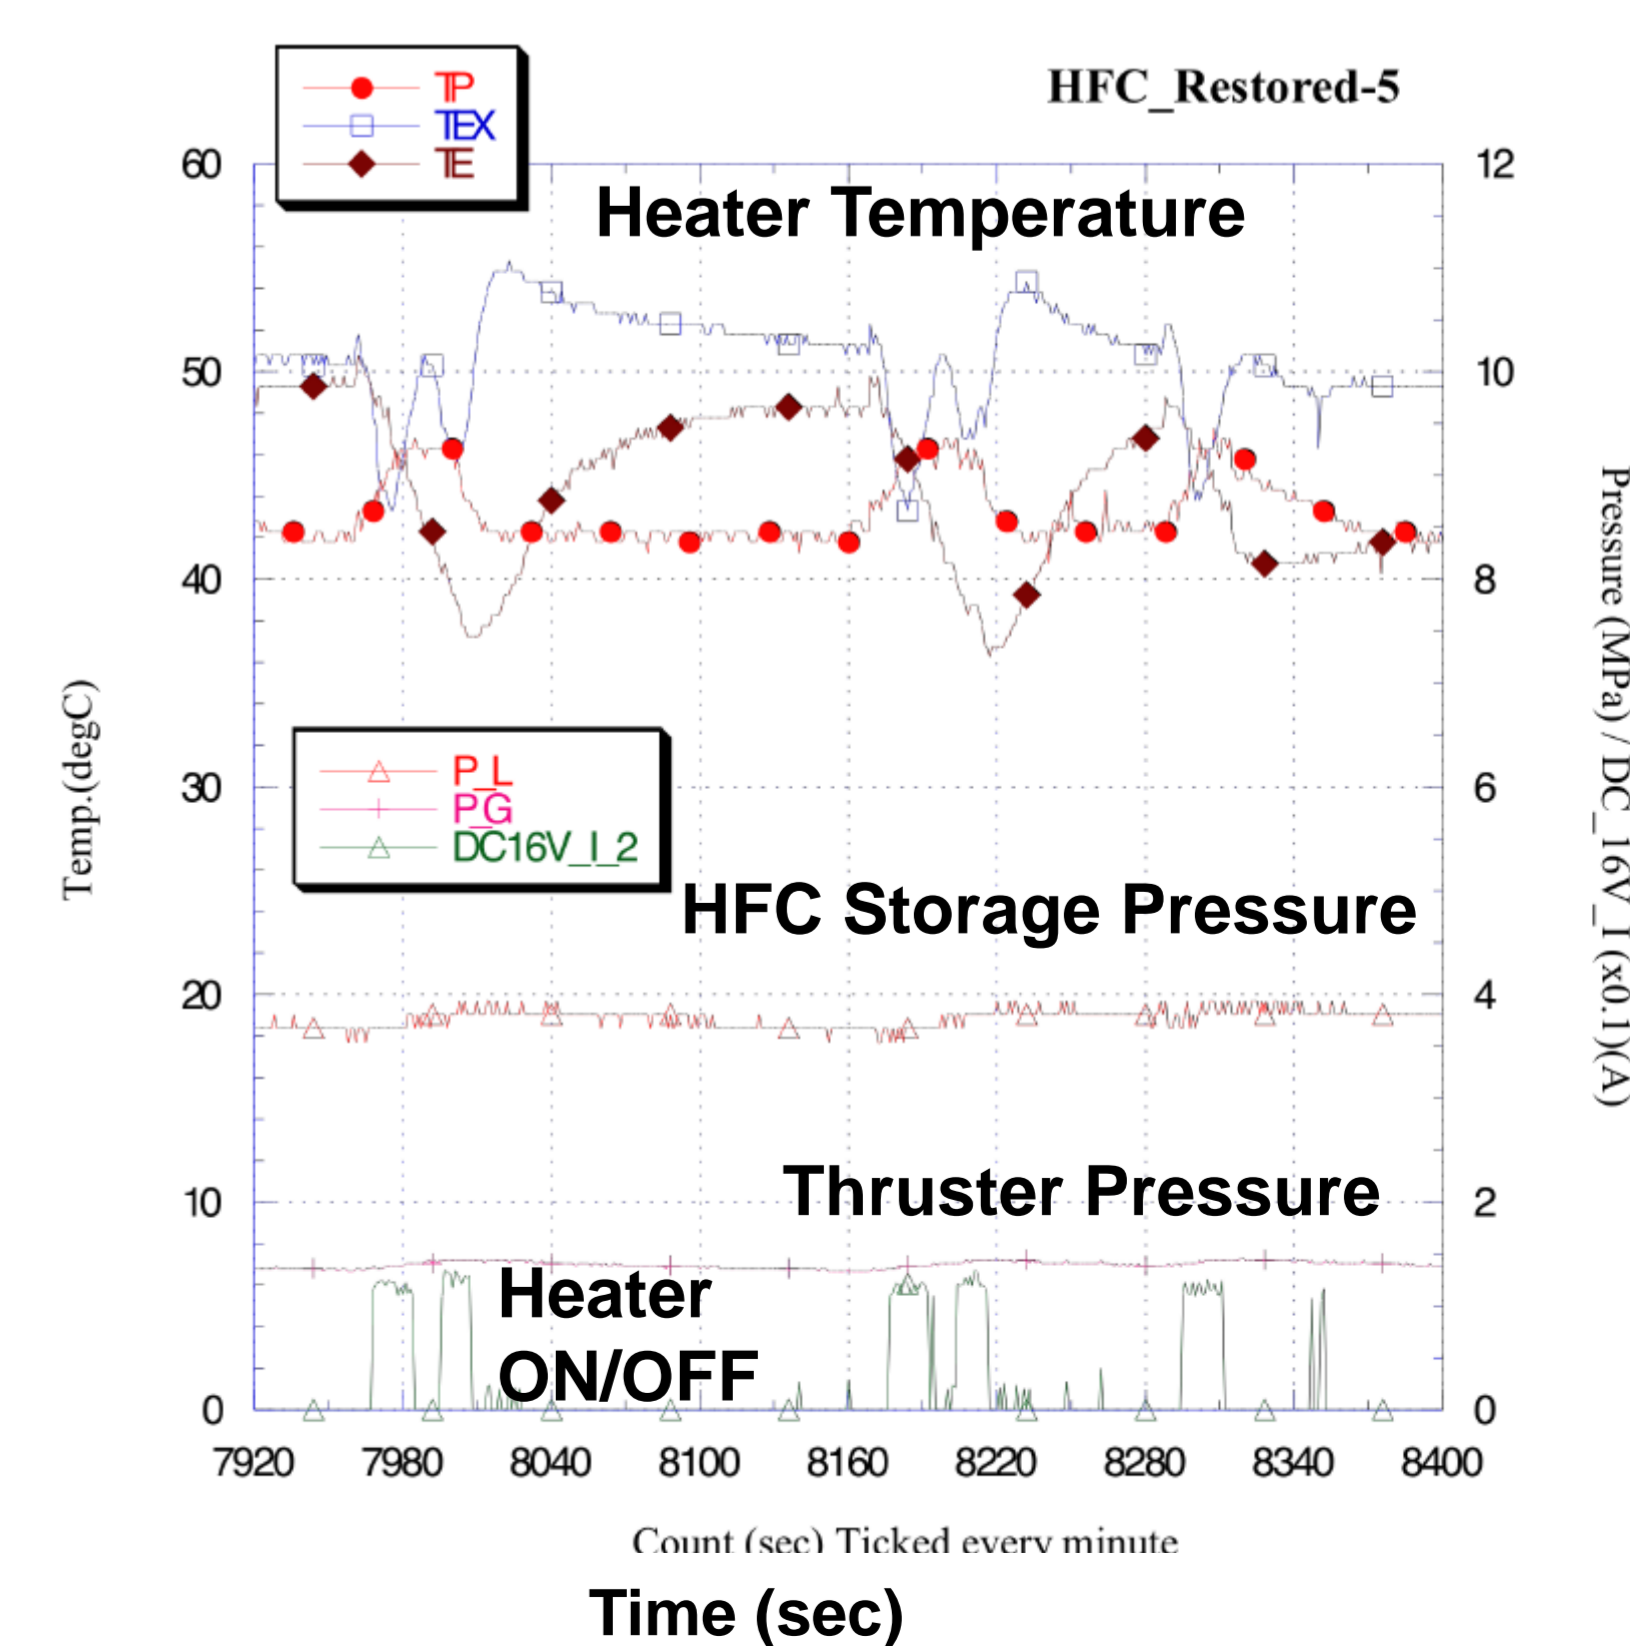 HFC_Restored-5
TP
TEX
TE
Heater Temperature
60
50
40
30
20
10
0
12
10
8
6
4
2
0
Temp.(degC)
Pressure (MPa) / DC_16V_I (x0.1)(A)
P_L
P_G
DC16V_I_2
HFC Storage Pressure
Thruster Pressure
Heater
ON/OFF
7920 7980 8040 8100 8160 8220 8280 8340 8400
Count (sec) Ticked every minute
Time (sec)